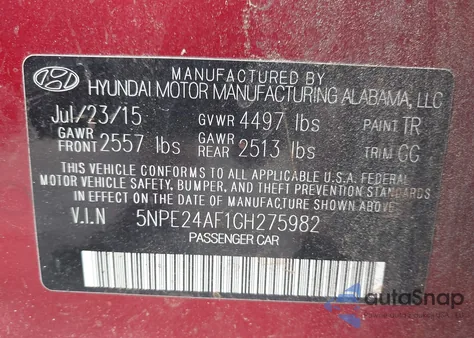 MANUFACTURED BY
HYUNDAI MOTOR MANUFACTURING ALABAMA, LLC
Jul/23/15 GVWR 4497 lbs PAINT TR
GAWR FRONT 2557 lbs GAWR REAR 2513 lbs TRIM GG
THIS VEHICLE CONFORMS TO ALL APPLICABLE U.S.A. FEDERAL
MOTOR VEHICLE SAFETY, BUMPER, AND THEFT PREVENTION STANDARDS
IN EFFECT ON THE DATE OF MANUFACTURE SHOWN ABOVE.
V.I.N 5NPE24AF1GH275982
PASSENGER CAR
autoSnap